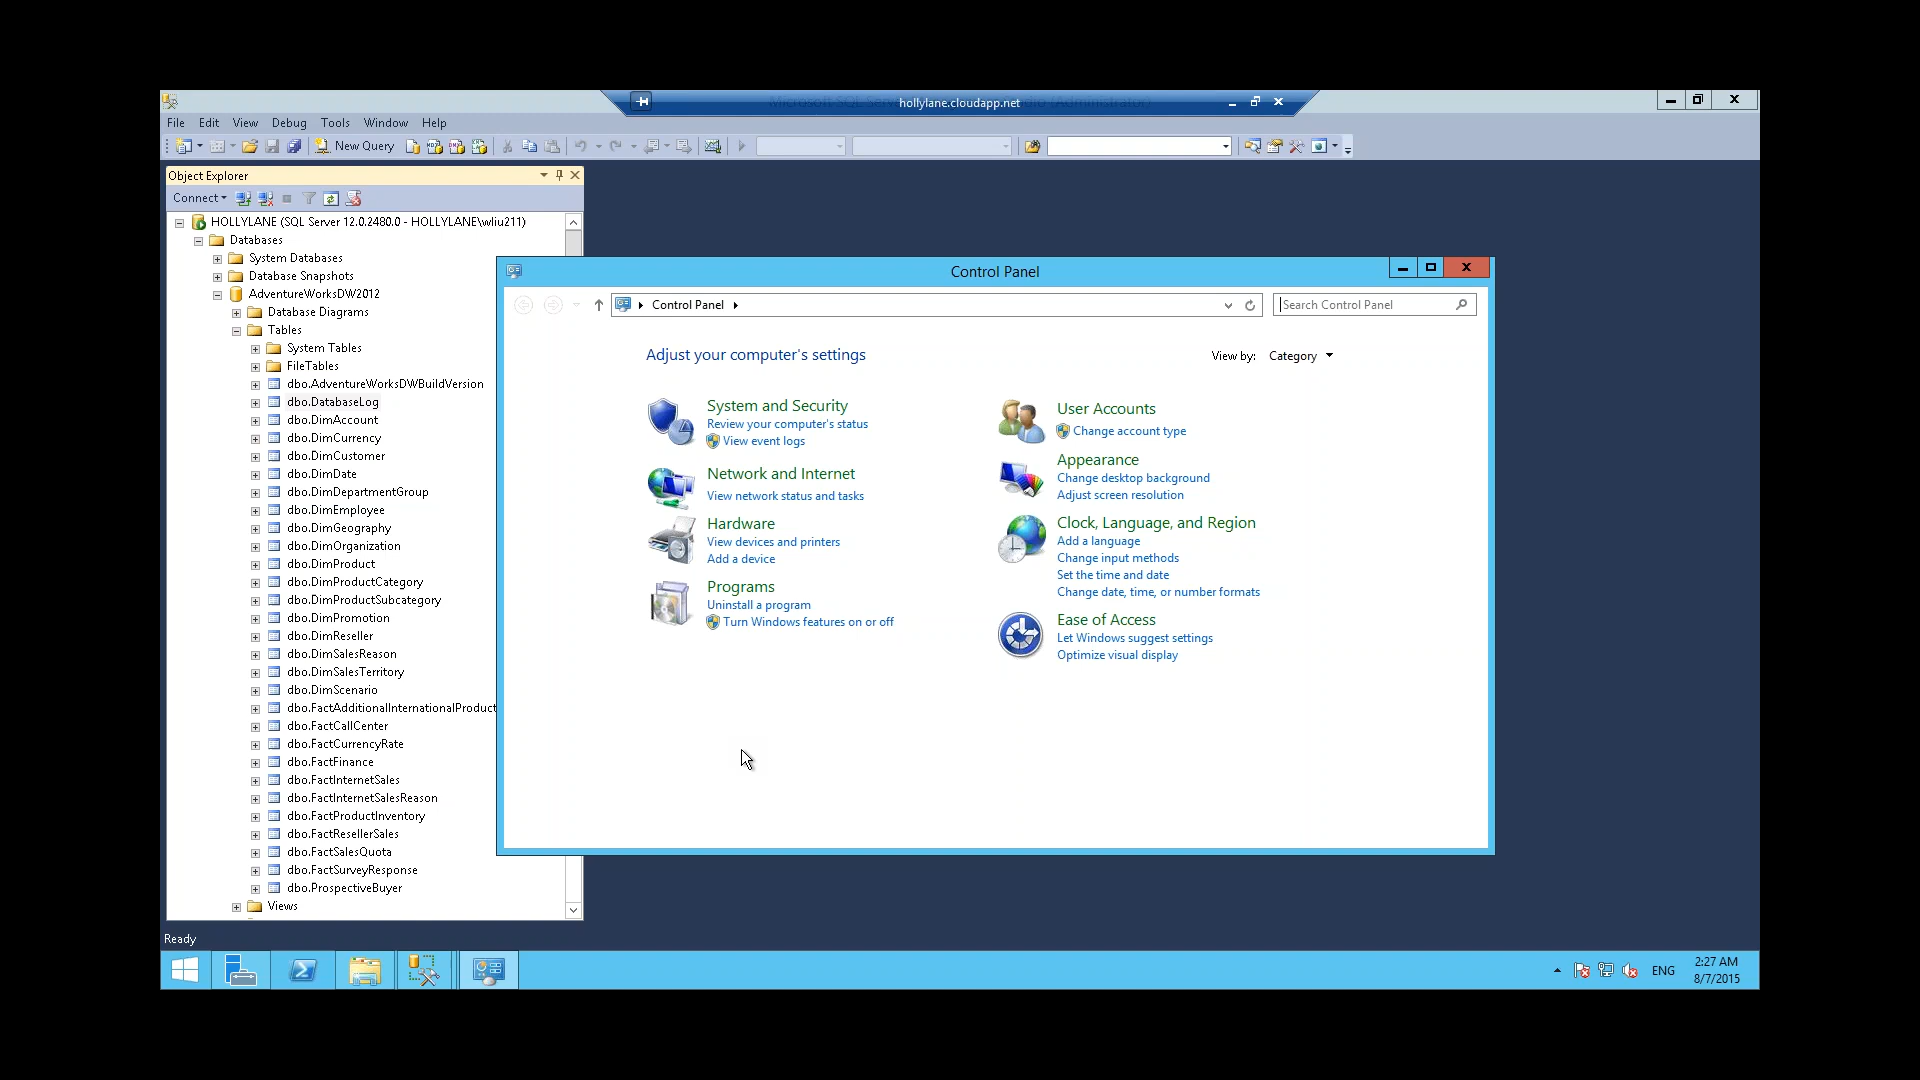 hollylane.cloudapp.net
File Edit View Debug Tools Window Help
New Query
Object Explorer
Connect
HOLLYLANE (SQL Server 12.0.2480.0 - HOLLYLANE\wliu211)
Databases
System Databases
Database Snapshots
AdventureWorksDW2012
Database Diagrams
Tables
System Tables
FileTables
dbo.AdventureWorksDWBuildVersion
dbo.DatabaseLog
dbo.DimAccount
dbo.DimCurrency
dbo.DimCustomer
dbo.DimDate
dbo.DimDepartmentGroup
dbo.DimEmployee
dbo.DimGeography
dbo.DimOrganization
dbo.DimProduct
dbo.DimProductCategory
dbo.DimProductSubcategory
dbo.DimPromotion
dbo.DimReseller
dbo.DimSalesReason
dbo.DimSalesTerritory
dbo.DimScenario
dbo.FactAdditionalInternationalProduct
dbo.FactCallCenter
dbo.FactCurrencyRate
dbo.FactFinance
dbo.FactInternetSales
dbo.FactInternetSalesReason
dbo.FactProductInventory
dbo.FactResellerSales
dbo.FactSalesQuota
dbo.FactSurveyResponse
dbo.ProspectiveBuyer
Views
Control Panel
Control Panel
Search Control Panel
Adjust your computer's settings
View by: Category
System and Security
Review your computer's status
View event logs
Network and Internet
View network status and tasks
Hardware
View devices and printers
Add a device
Programs
Uninstall a program
Turn Windows features on or off
User Accounts
Change account type
Appearance
Change desktop background
Adjust screen resolution
Clock, Language, and Region
Add a language
Change input methods
Set the time and date
Change date, time, or number formats
Ease of Access
Let Windows suggest settings
Optimize visual display
Ready
ENG
2:27 AM
8/7/2015